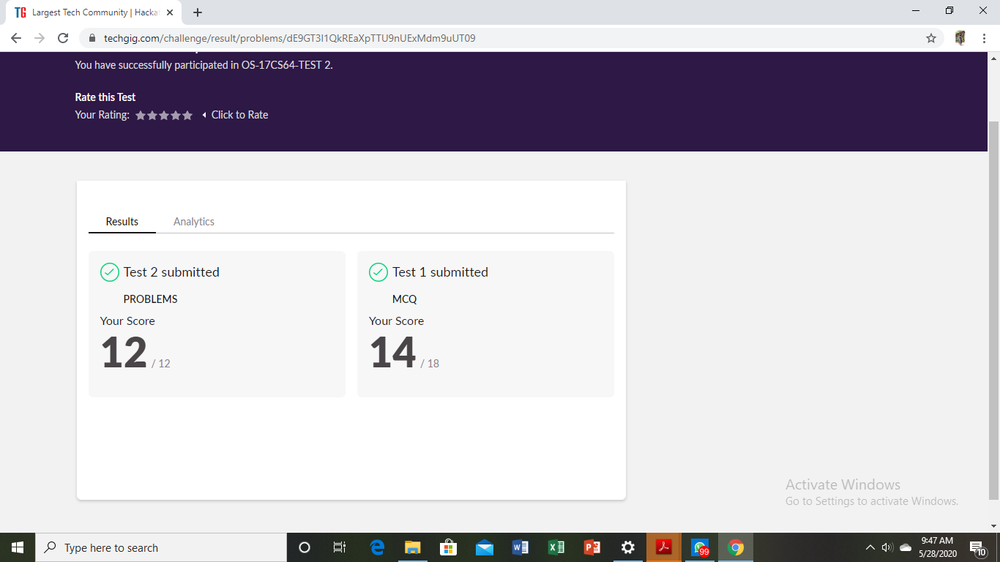 TG Largest Tech Community | Hacka
techgig.com/challenge/result/problems/dE9GT3l1QkREaXpTTU9nUExMdm9uUT09
You have successfully participated in OS-17CS64-TEST 2.
Rate this Test
Your Rating: Click to Rate
Results Analytics
Test 2 submitted
PROBLEMS
Your Score
12 / 12
Test 1 submitted
MCQ
Your Score
14 / 18
Activate Windows
Go to Settings to activate Windows.
Type here to search
99
9:47 AM
5/28/2020
10